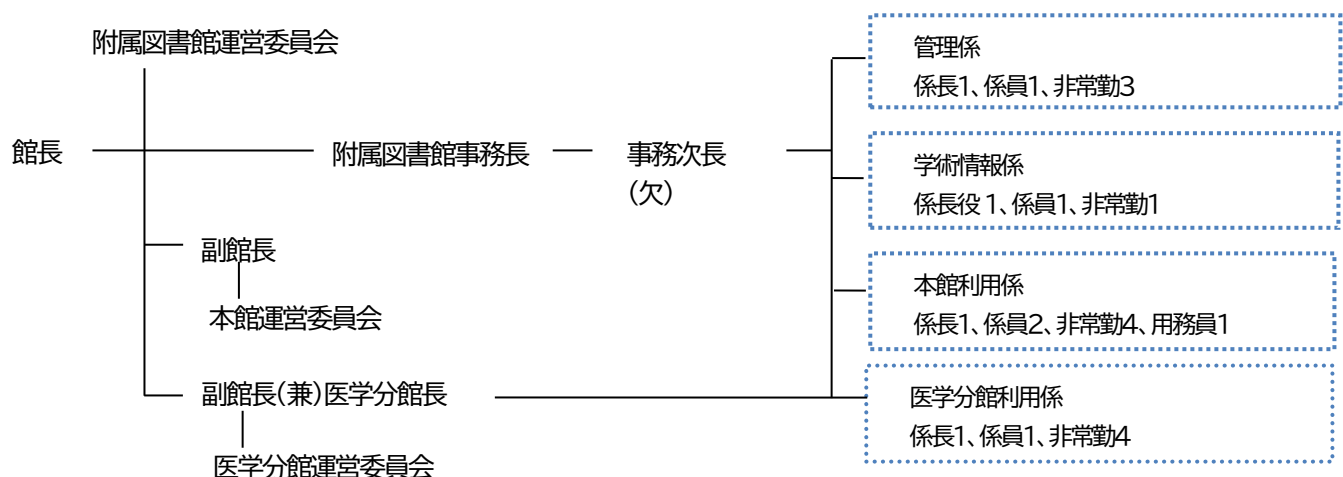 附属図書館運営委員会
館長
附属図書館事務長
事務次長
(欠)
副館長
本館運営委員会
副館長(兼)医学分館長
医学分館運営委員会
管理係
係長1、係員1、非常勤3
学術情報係
係長役 1、係員1、非常勤1
本館利用係
係長1、係員2、非常勤4、用務員1
医学分館利用係
係長1、係員1、非常勤4